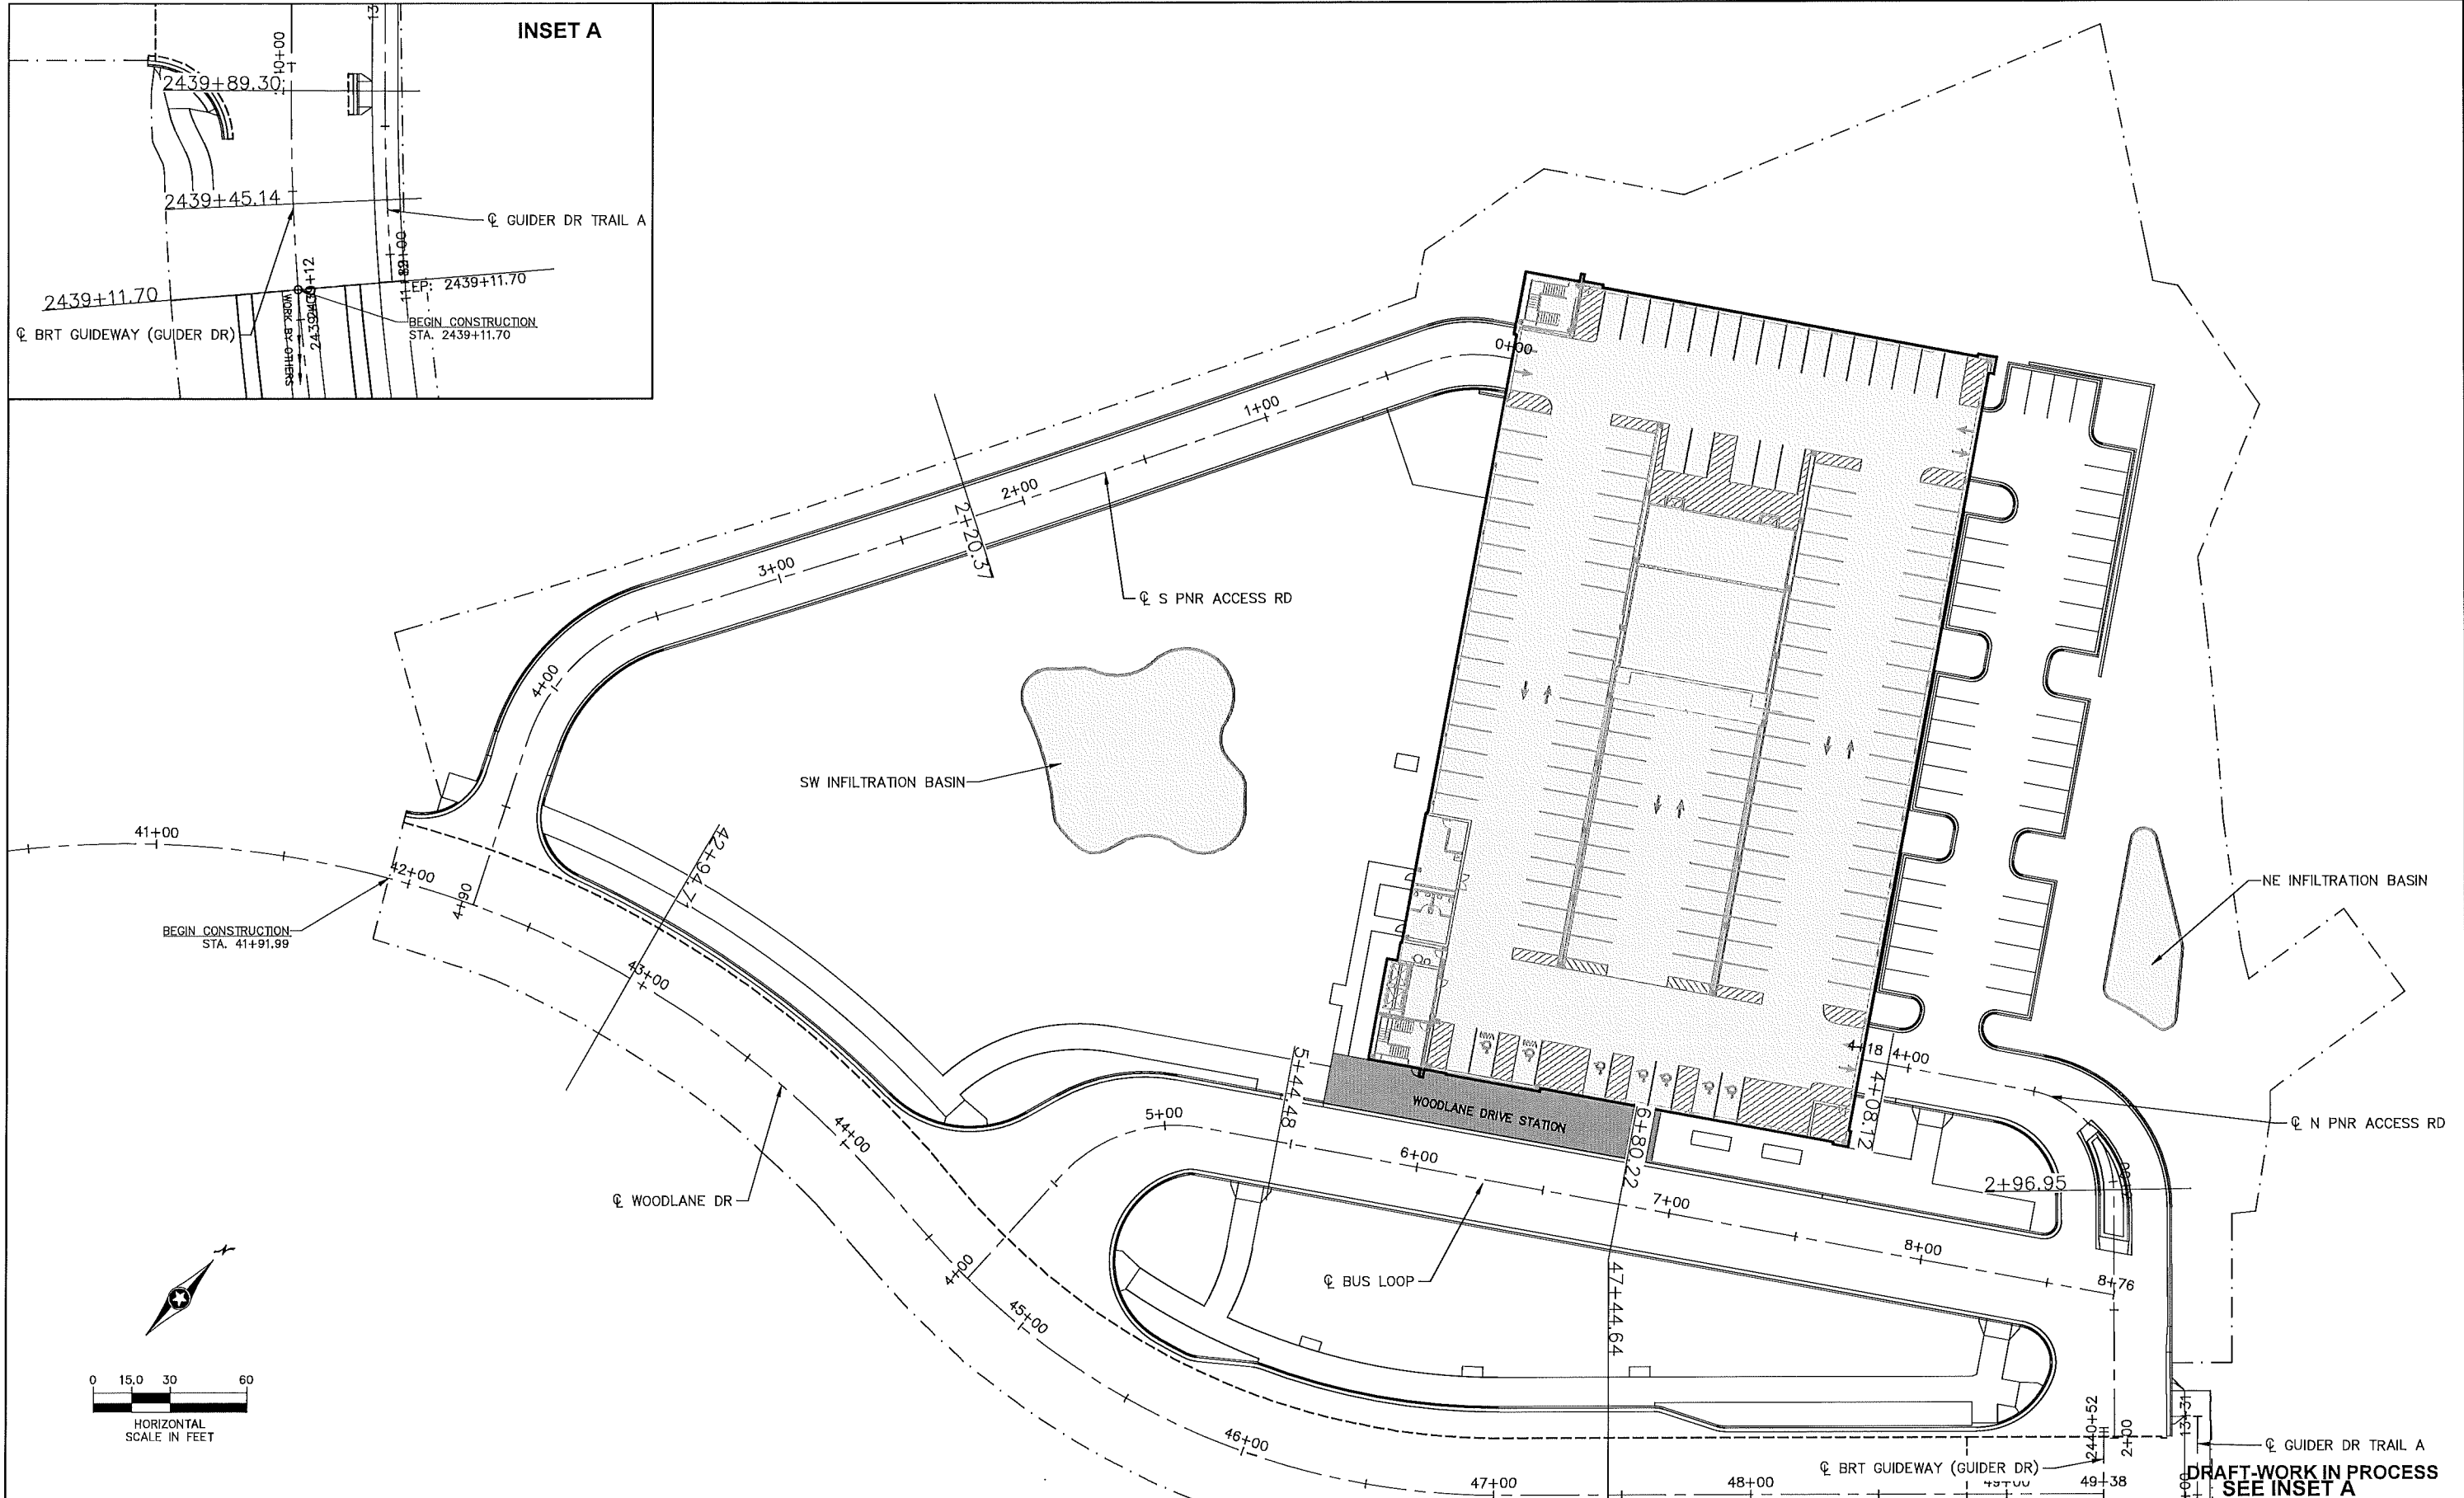 INSET A
10+00
2439+89.30
2439+45.14
℄ GUIDER DR TRAIL A
2439+11.70
EP: 2439+11.70
℄ BRT GUIDEWAY (GUIDER DR)
WORK BY OTHERS
BEGIN CONSTRUCTION
STA. 2439+11.70
0+00
1+00
2+00
2+20.37
3+00
℄ S PNR ACCESS RD
4+00
SW INFILTRATION BASIN
41+00
42+00
4+90
42+94.77
BEGIN CONSTRUCTION
STA. 41+91.99
43+00
NE INFILTRATION BASIN
44+00
℄ WOODLANE DR
5+00
5+44.48
WOODLANE DRIVE STATION
6+80.22
4+18
4+00
4+08.12
℄ N PNR ACCESS RD
6+00
7+00
2+96.95
4+00
℄ BUS LOOP
8+00
8+76
45+00
47+44.64
0 15.0 30 60
HORIZONTAL
SCALE IN FEET
N
46+00
47+00
48+00
49+00
49+38
2440+52
2+00
13+31
℄ BRT GUIDEWAY (GUIDER DR)
℄ GUIDER DR TRAIL A
DRAFT-WORK IN PROCESS
SEE INSET A